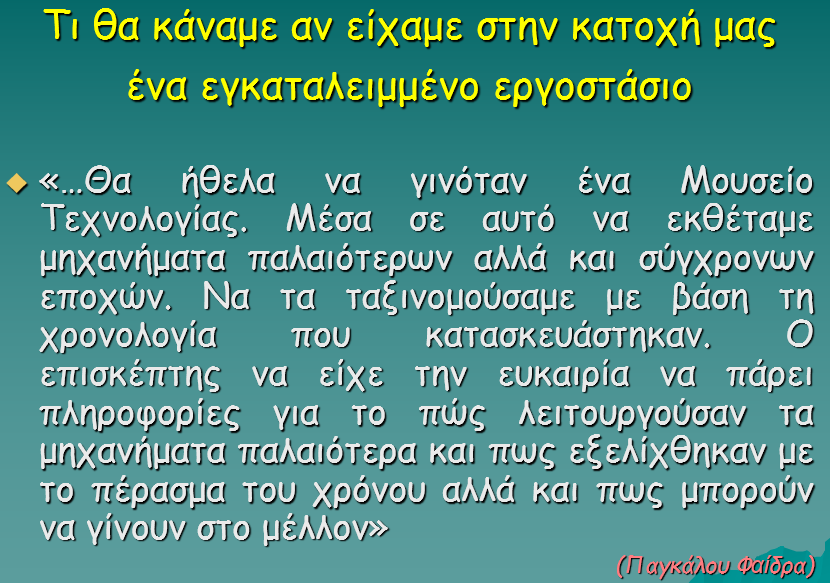 Τι θα κάναμε αν είχαμε στην κατοχή μας
ένα εγκαταλειμμένο εργοστάσιο
«…Θα ήθελα να γινόταν ένα Μουσείο
Τεχνολογίας. Μέσα σε αυτό να εκθέταμε
μηχανήματα παλαιότερων αλλά και σύγχρονων
εποχών. Να τα ταξινομούσαμε με βάση τη
χρονολογία που κατασκευάστηκαν. Ο
επισκέπτης να είχε την ευκαιρία να πάρει
πληροφορίες για το πώς λειτουργούσαν τα
μηχανήματα παλαιότερα και πως εξελίχθηκαν με
το πέρασμα του χρόνου αλλά και πως μπορούν
να γίνουν στο μέλλον»
(Παγκάλου Φαίδρα)